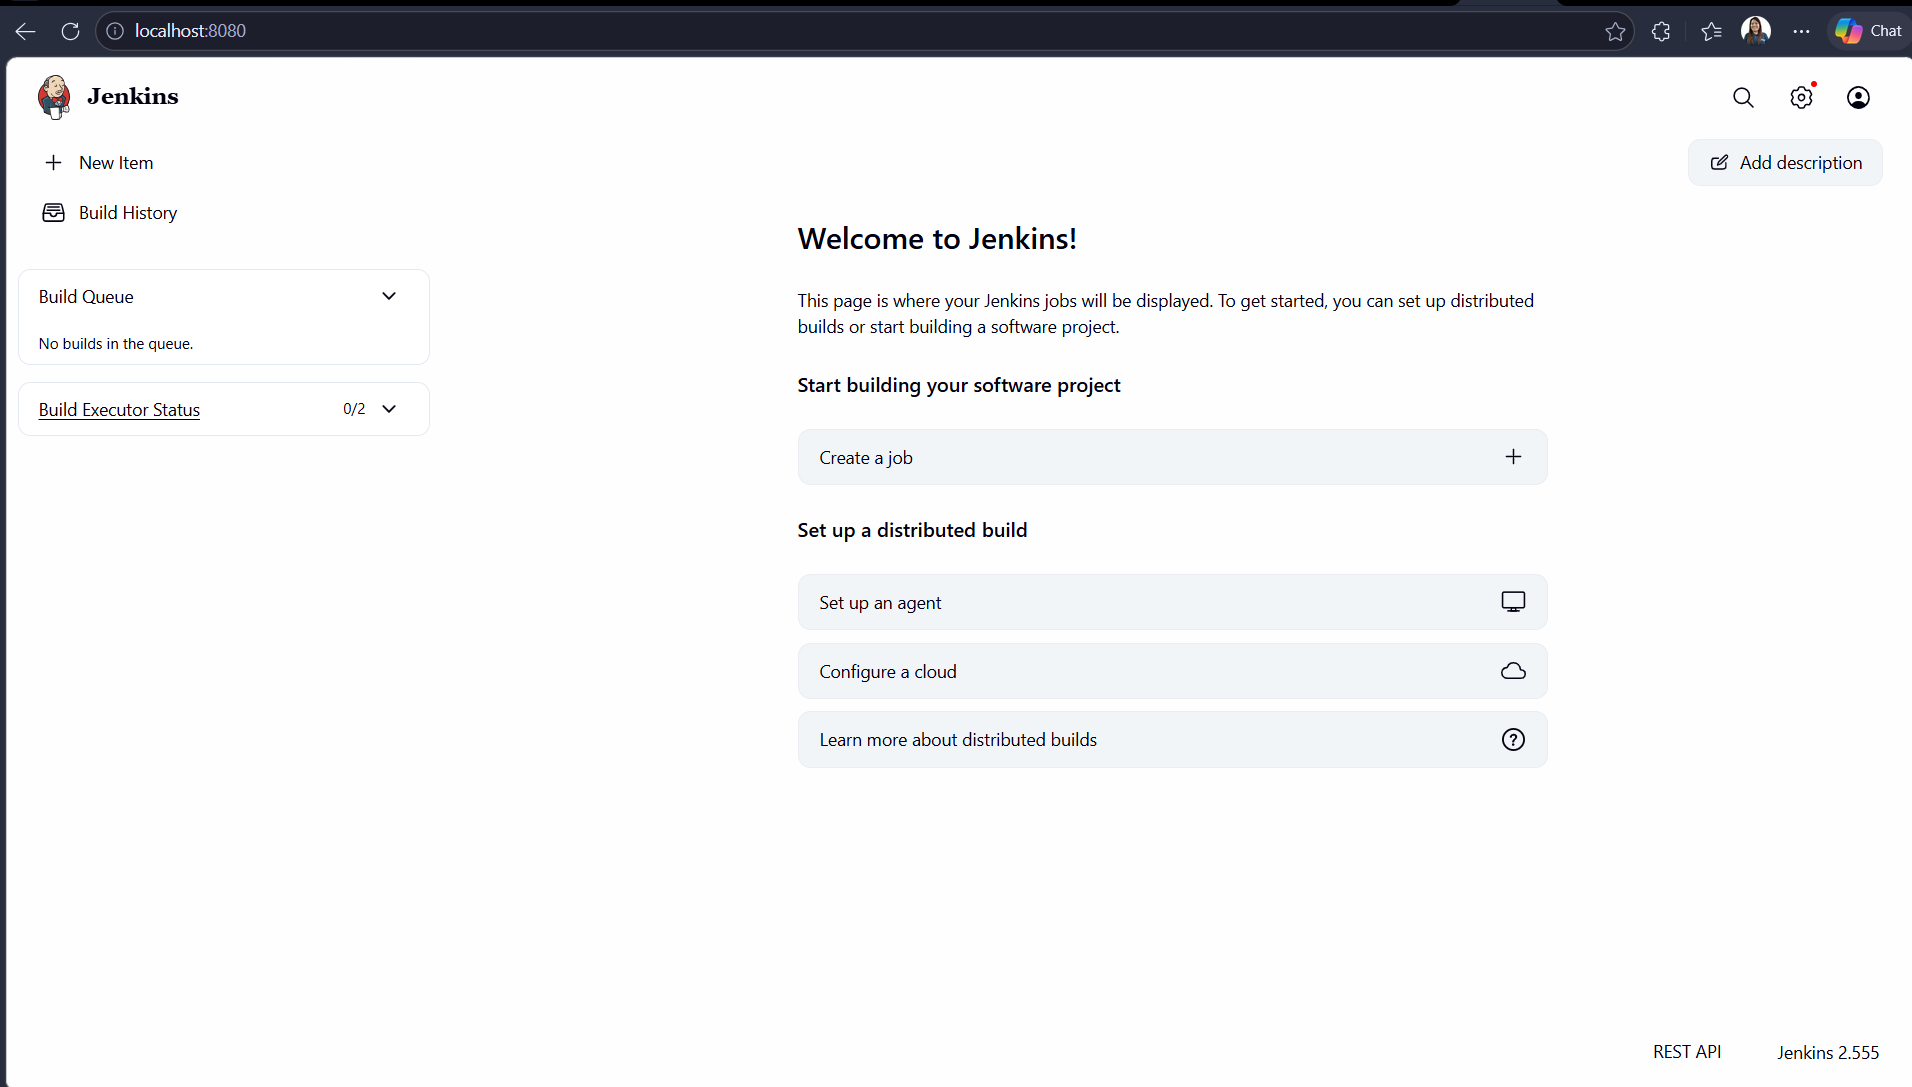 localhost:8080
Chat
Jenkins
New Item
Add description
Build History
Welcome to Jenkins!
Build Queue
No builds in the queue.
This page is where your Jenkins jobs will be displayed. To get started, you can set up distributed
builds or start building a software project.
Start building your software project
Build Executor Status 0/2
Create a job
Set up a distributed build
Set up an agent
Configure a cloud
Learn more about distributed builds
REST API
Jenkins 2.555